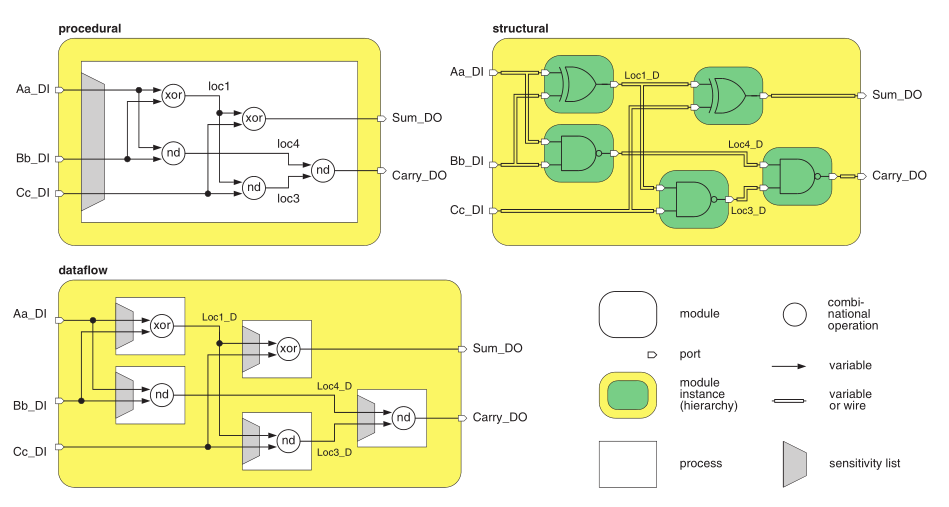 procedural
Aa_DI
Bb_DI
Cc_DI
xor
nd
loc1
xor
loc4
nd
loc3
nd
Sum_DO
Carry_DO
structural
Aa_DI
Bb_DI
Cc_DI
Loc1_D
Loc4_D
Loc3_D
Sum_DO
Carry_DO
dataflow
Aa_DI
Bb_DI
Cc_DI
xor
nd
Loc1_D
xor
Loc4_D
nd
Loc3_D
nd
Sum_DO
Carry_DO
module
port
module
instance
(hierarchy)
process
combi-
national
operation
variable
variable
or wire
sensitivity list